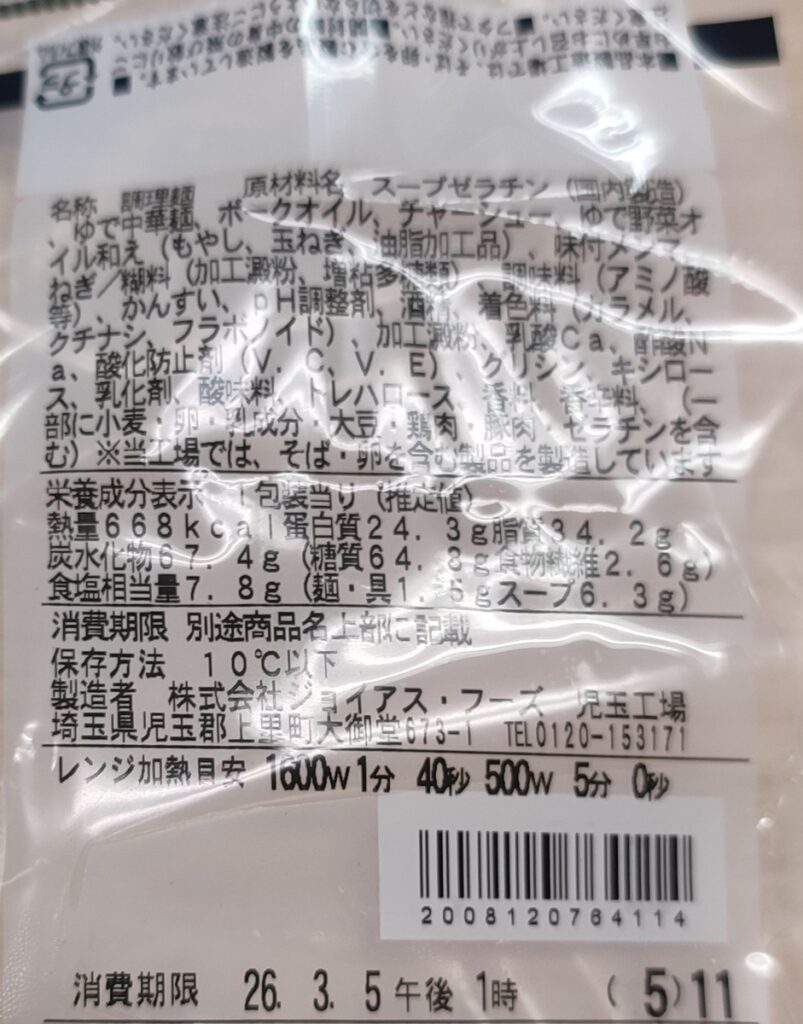 プラ
外装フィルム
名称　調理麺　原材料名　スープゼラチン（国内製造）
、ゆで中華麺、ポークオイル、チャーシュー、ゆで野菜オ
イル和え（もやし、玉ねぎ、油脂加工品）、味付メンマ、
ねぎ／糊料（加工澱粉、増粘多糖類）、調味料（アミノ酸
等）、かんすい、pH調整剤、酒精、着色料（カラメル、
クチナシ、フラボノイド）、加工澱粉、乳酸Ca、酢酸N
a、酸化防止剤（V．C、V．E）、グリシン、キシロー
ス、乳化剤、酸味料、トレハロース、香料、香辛料、（一
部に小麦・卵・乳成分・大豆・鶏肉・豚肉・ゼラチンを含
む）※当工場では、そば・卵を含む製品を製造しています
栄養成分表示　1包装当り（推定値）
熱量668kcal蛋白質24．3g脂質34．2g
炭水化物67．4g（糖質64．8g食物繊維2．6g）
食塩相当量7．8g（麺・具1．5gスープ6．3g）
消費期限　別途商品名上部に記載
保存方法　10℃以下
製造者　株式会社ジョイアス・フーズ　児玉工場
埼玉県児玉郡上里町大御堂673-1　TEL0120-153171
レンジ加熱目安　1600W 1分　40秒　500W　5分　0秒
2008120764114
消費期限　26. 3. 5 午後 1時　（ 5）11